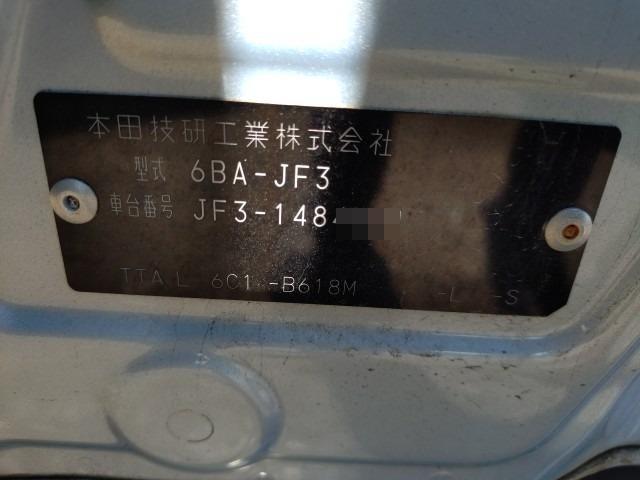 本田技研工業株式会社
型式 6BA-JF3
車台番号 JF3-148
TTA L 6C1 -B618M -L -S